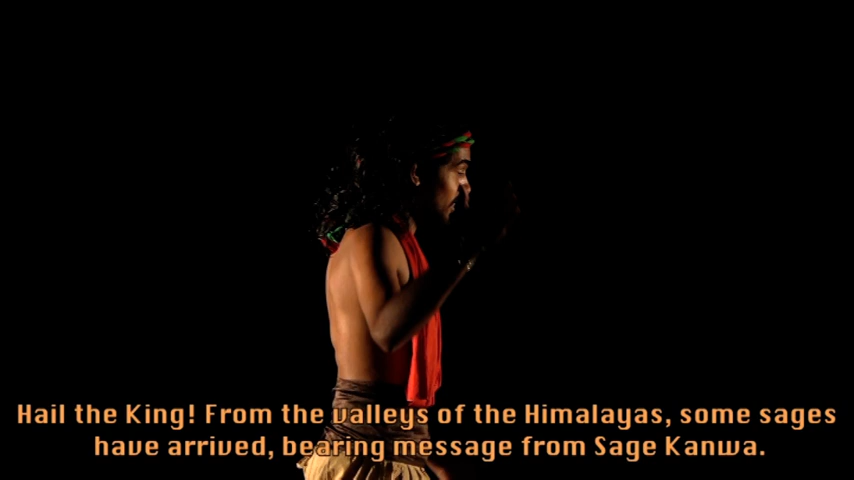 Hail the King! From the valleys of the Himalayas, some sages
have arrived, bearing message from Sage Kanwa.